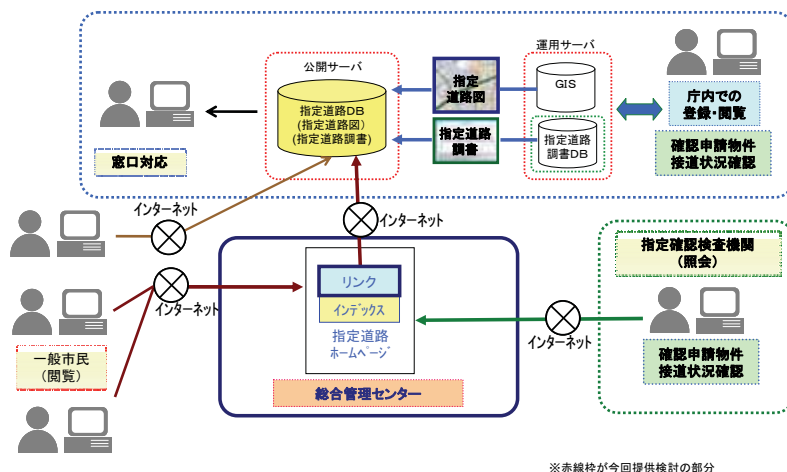 公開サーバ
指定道路DB
(指定道路図)
(指定道路調書)
指定
道路図
指定道路
調書
運用サーバ
GIS
指定道路
調書DB
庁内での
登録・閲覧
確認申請物件
接道状況確認
窓口対応
インターネット
インターネット
インターネット
リンク
インデックス
指定道路
ホームページ
総合管理センター
一般市民
(閲覧)
指定確認検査機関
(照会)
インターネット
確認申請物件
接道状況確認
※赤線枠が今回提供検討の部分